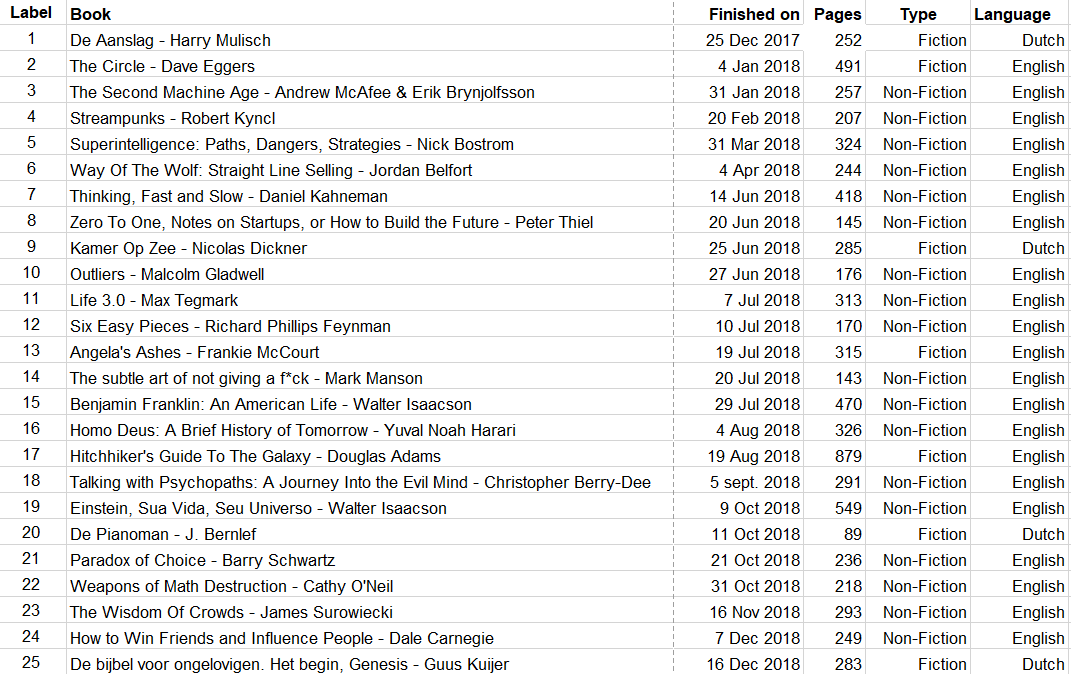 Label Book Finished on Pages Type Language
1 De Aanslag - Harry Mulisch 25 Dec 2017 252 Fiction Dutch
2 The Circle - Dave Eggers 4 Jan 2018 491 Fiction English
3 The Second Machine Age - Andrew McAfee & Erik Brynjolfsson 31 Jan 2018 257 Non-Fiction English
4 Streampunks - Robert Kyncl 20 Feb 2018 207 Non-Fiction English
5 Superintelligence: Paths, Dangers, Strategies - Nick Bostrom 31 Mar 2018 324 Non-Fiction English
6 Way Of The Wolf: Straight Line Selling - Jordan Belfort 4 Apr 2018 244 Non-Fiction English
7 Thinking, Fast and Slow - Daniel Kahneman 14 Jun 2018 418 Non-Fiction English
8 Zero To One, Notes on Startups, or How to Build the Future - Peter Thiel 20 Jun 2018 145 Non-Fiction English
9 Kamer Op Zee - Nicolas Dickner 25 Jun 2018 285 Fiction Dutch
10 Outliers - Malcolm Gladwell 27 Jun 2018 176 Non-Fiction English
11 Life 3.0 - Max Tegmark 7 Jul 2018 313 Non-Fiction English
12 Six Easy Pieces - Richard Phillips Feynman 10 Jul 2018 170 Non-Fiction English
13 Angela's Ashes - Frankie McCourt 19 Jul 2018 315 Fiction English
14 The subtle art of not giving a f*ck - Mark Manson 20 Jul 2018 143 Non-Fiction English
15 Benjamin Franklin: An American Life - Walter Isaacson 29 Jul 2018 470 Non-Fiction English
16 Homo Deus: A Brief History of Tomorrow - Yuval Noah Harari 4 Aug 2018 326 Non-Fiction English
17 Hitchhiker's Guide To The Galaxy - Douglas Adams 19 Aug 2018 879 Fiction English
18 Talking with Psychopaths: A Journey Into the Evil Mind - Christopher Berry-Dee 5 sept. 2018 291 Non-Fiction English
19 Einstein, Sua Vida, Seu Universo - Walter Isaacson 9 Oct 2018 549 Non-Fiction English
20 De Pianoman - J. Bernlef 11 Oct 2018 89 Fiction Dutch
21 Paradox of Choice - Barry Schwartz 21 Oct 2018 236 Non-Fiction English
22 Weapons of Math Destruction - Cathy O'Neil 31 Oct 2018 218 Non-Fiction English
23 The Wisdom Of Crowds - James Surowiecki 16 Nov 2018 293 Non-Fiction English
24 How to Win Friends and Influence People - Dale Carnegie 7 Dec 2018 249 Non-Fiction English
25 De bijbel voor ongelovigen. Het begin, Genesis - Guus Kuijer 16 Dec 2018 283 Fiction Dutch